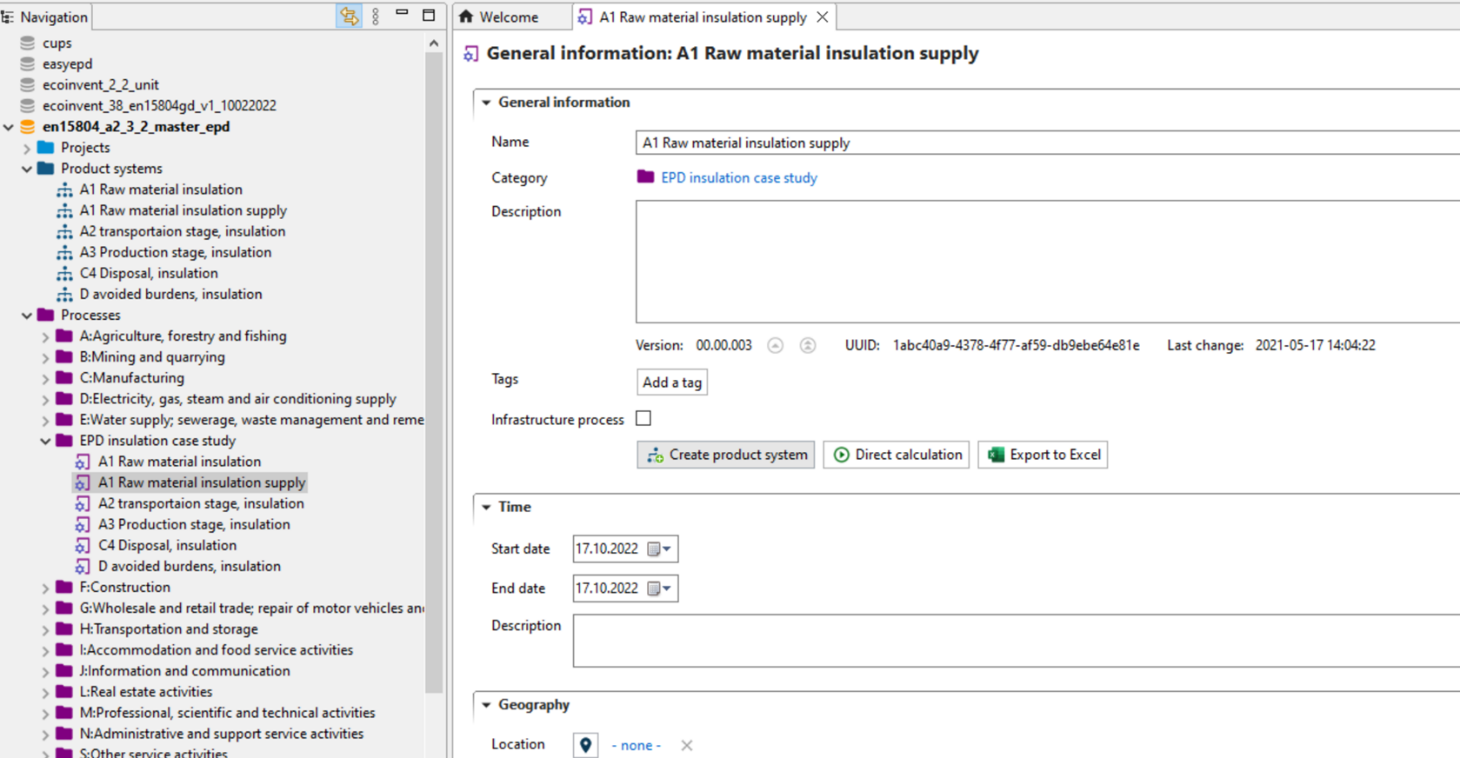 Navigation
cups
easyepd
ecoinvent_2_2_unit
ecoinvent_38_en15804gd_v1_10022022
en15804_a2_3_2_master_epd
Projects
Product systems
A1 Raw material insulation
A1 Raw material insulation supply
A2 transportaion stage, insulation
A3 Production stage, insulation
C4 Disposal, insulation
D avoided burdens, insulation
Processes
A:Agriculture, forestry and fishing
B:Mining and quarrying
C:Manufacturing
D:Electricity, gas, steam and air conditioning supply
E:Water supply; sewerage, waste management and reme
EPD insulation case study
A1 Raw material insulation
A1 Raw material insulation supply
A2 transportaion stage, insulation
A3 Production stage, insulation
C4 Disposal, insulation
D avoided burdens, insulation
F:Construction
G:Wholesale and retail trade; repair of motor vehicles an
H:Transportation and storage
I:Accommodation and food service activities
J:Information and communication
L:Real estate activities
M:Professional, scientific and technical activities
N:Administrative and support service activities
S:Other service activities
Welcome
A1 Raw material insulation supply
General information: A1 Raw material insulation supply
General information
Name
A1 Raw material insulation supply
Category
EPD insulation case study
Description
Version: 00.00.003 UUID: 1abc40a9-4378-4f77-af59-db9ebe64e81e Last change: 2021-05-17 14:04:22
Tags
Add a tag
Infrastructure process
Create product system
Direct calculation
Export to Excel
Time
Start date
17.10.2022
End date
17.10.2022
Description
Geography
Location
- none -